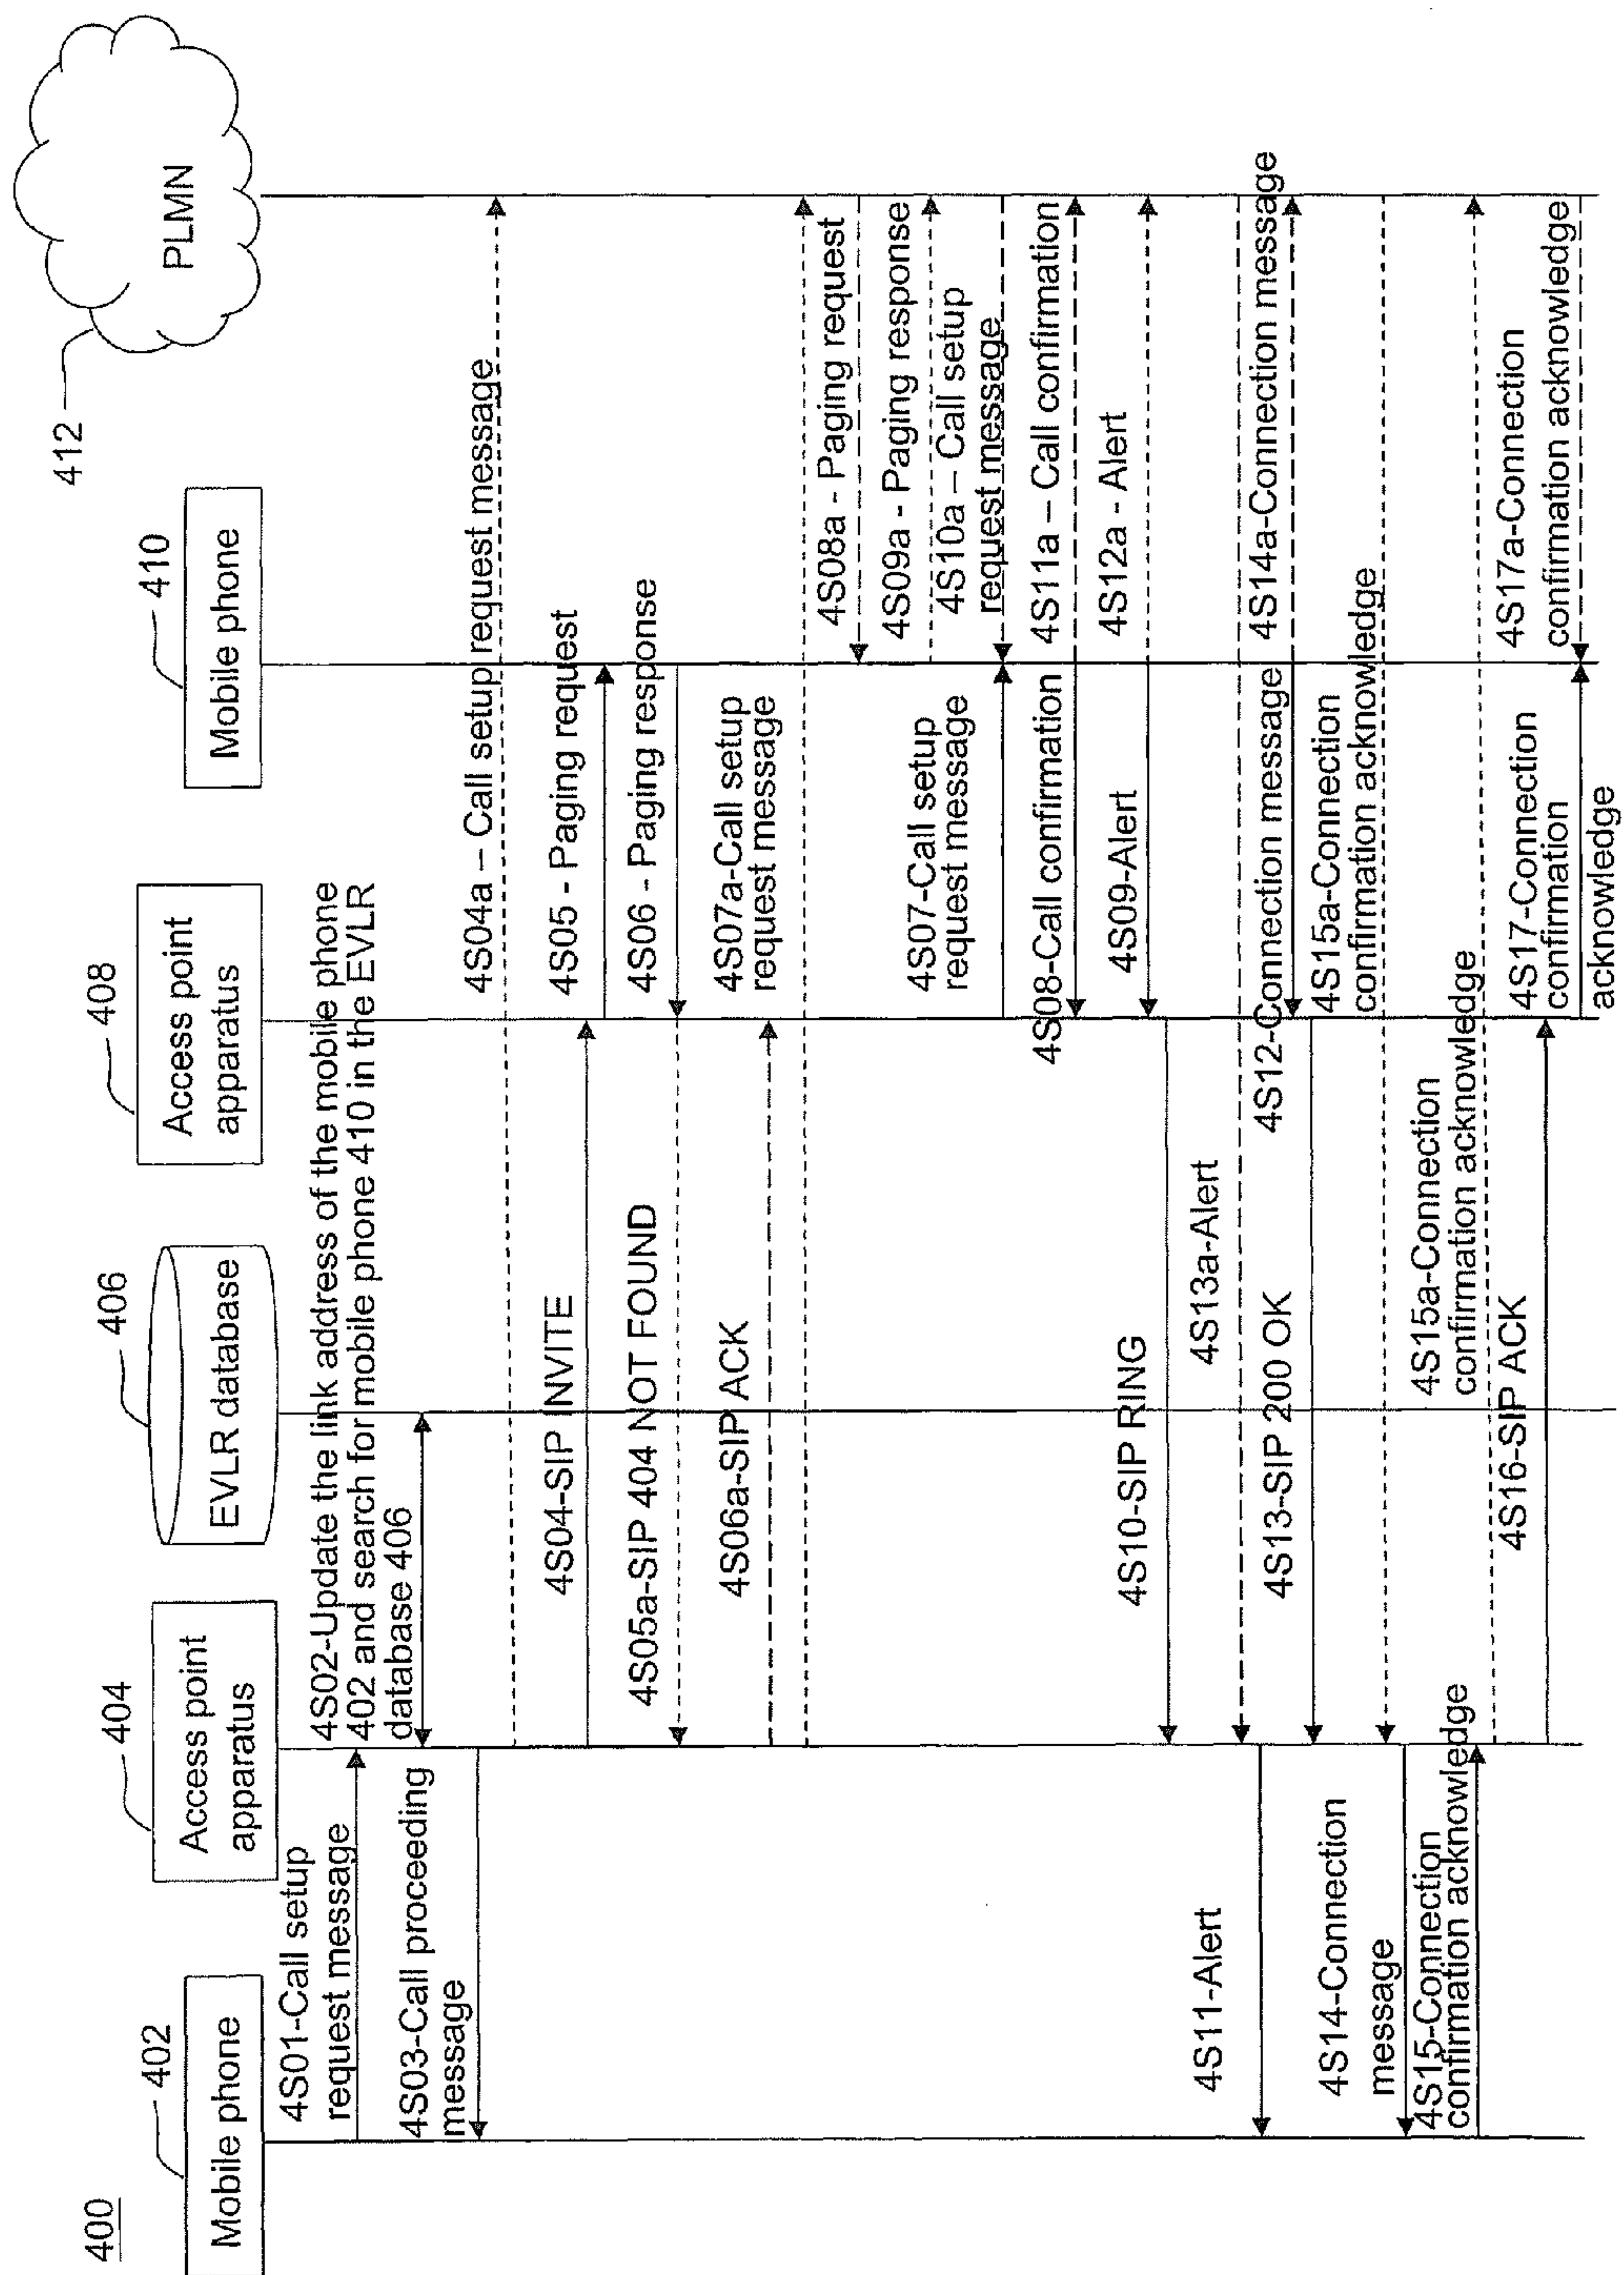 400
402
404
406
408
410
412
Mobile phone
Access point
apparatus
EVLR database
Access point
apparatus
Mobile phone
PLMN
4S01-Call setup
request message
4S02-Update the link address of the mobile phone
402 and search for mobile phone 410 in the EVLR
database 406
4S03-Call proceeding
message
4S04a – Call setup request message
4S04-SIP INVITE
4S05 - Paging request
4S05a-SIP 404 NOT FOUND
4S06 - Paging response
4S06a-SIP ACK
4S07a-Call setup
request message
4S08a - Paging request
4S09a - Paging response
4S10a – Call setup
request message
4S07-Call setup
request message
4S08-Call confirmation
4S11a – Call confirmation
4S09-Alert
4S12a - Alert
4S10-SIP RING
4S13a-Alert
4S11-Alert
4S12-Connection message
4S14a-Connection message
4S13-SIP 200 OK
4S15a-Connection
confirmation acknowledge
4S14-Connection
message
4S15-Connection
confirmation acknowledge
4S15a-Connection
confirmation acknowledge
4S16-SIP ACK
4S17-Connection
confirmation
acknowledge
4S17a-Connection
confirmation acknowledge